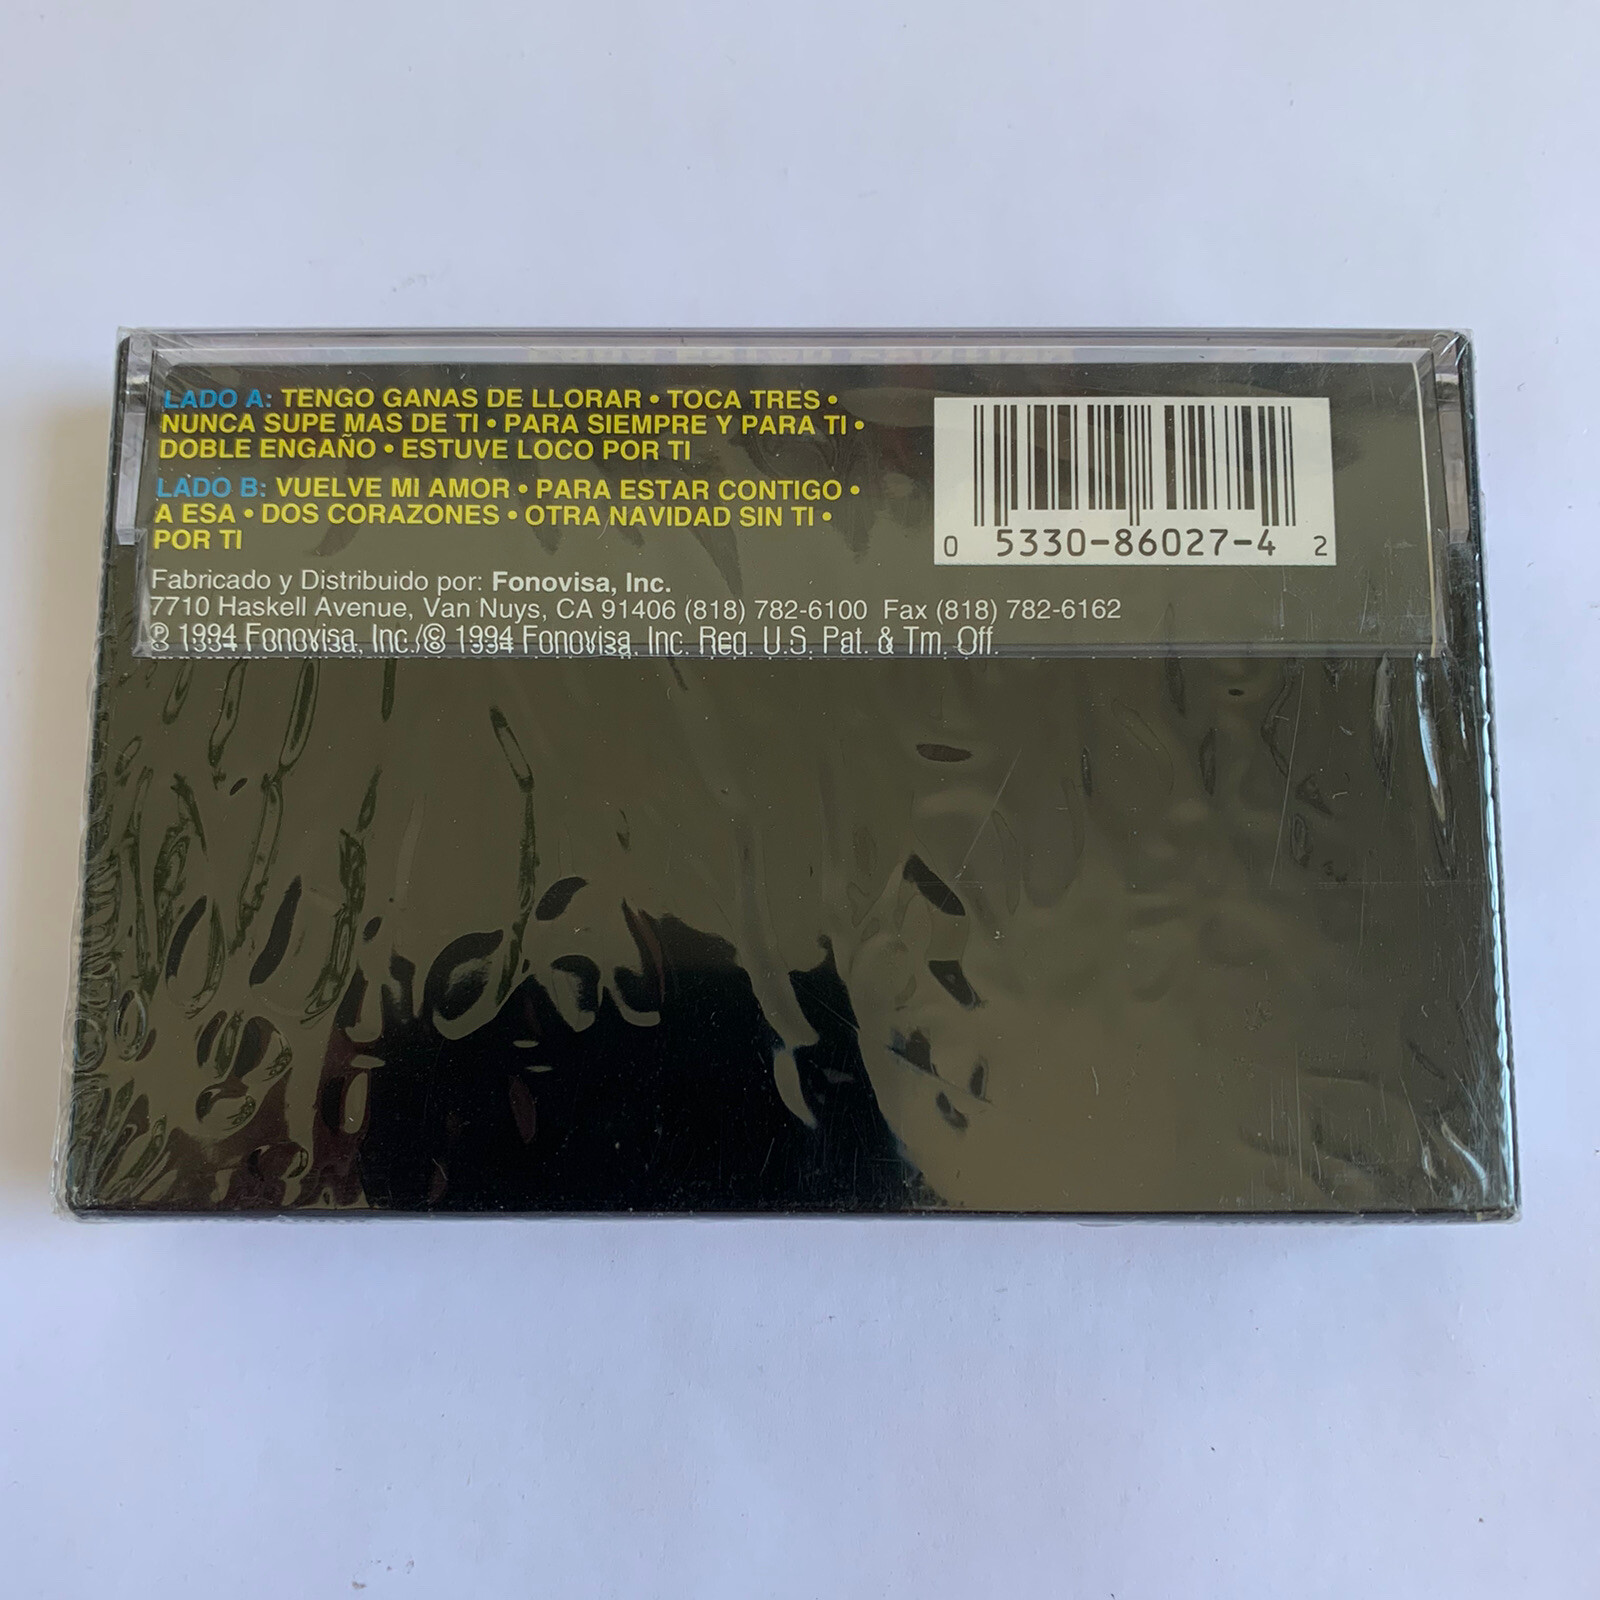 LADO A: TENGO GANAS DE LLORAR • TOCA TRES •
NUNCA SUPE MAS DE TI • PARA SIEMPRE Y PARA TI •
DOBLE ENGAÑO • ESTUVE LOCO POR TI
LADO B: VUELVE MI AMOR • PARA ESTAR CONTIGO •
A ESA • DOS CORAZONES • OTRA NAVIDAD SIN TI •
POR TI
Fabricado y Distribuido por: Fonovisa, Inc.
7710 Haskell Avenue, Van Nuys, CA 91406 (818) 782-6100 Fax (818) 782-6162
℗ 1994 Fonovisa, Inc./© 1994 Fonovisa, Inc. Reg. U.S. Pat. & Tm. Off.
0 5330-86027-4 2